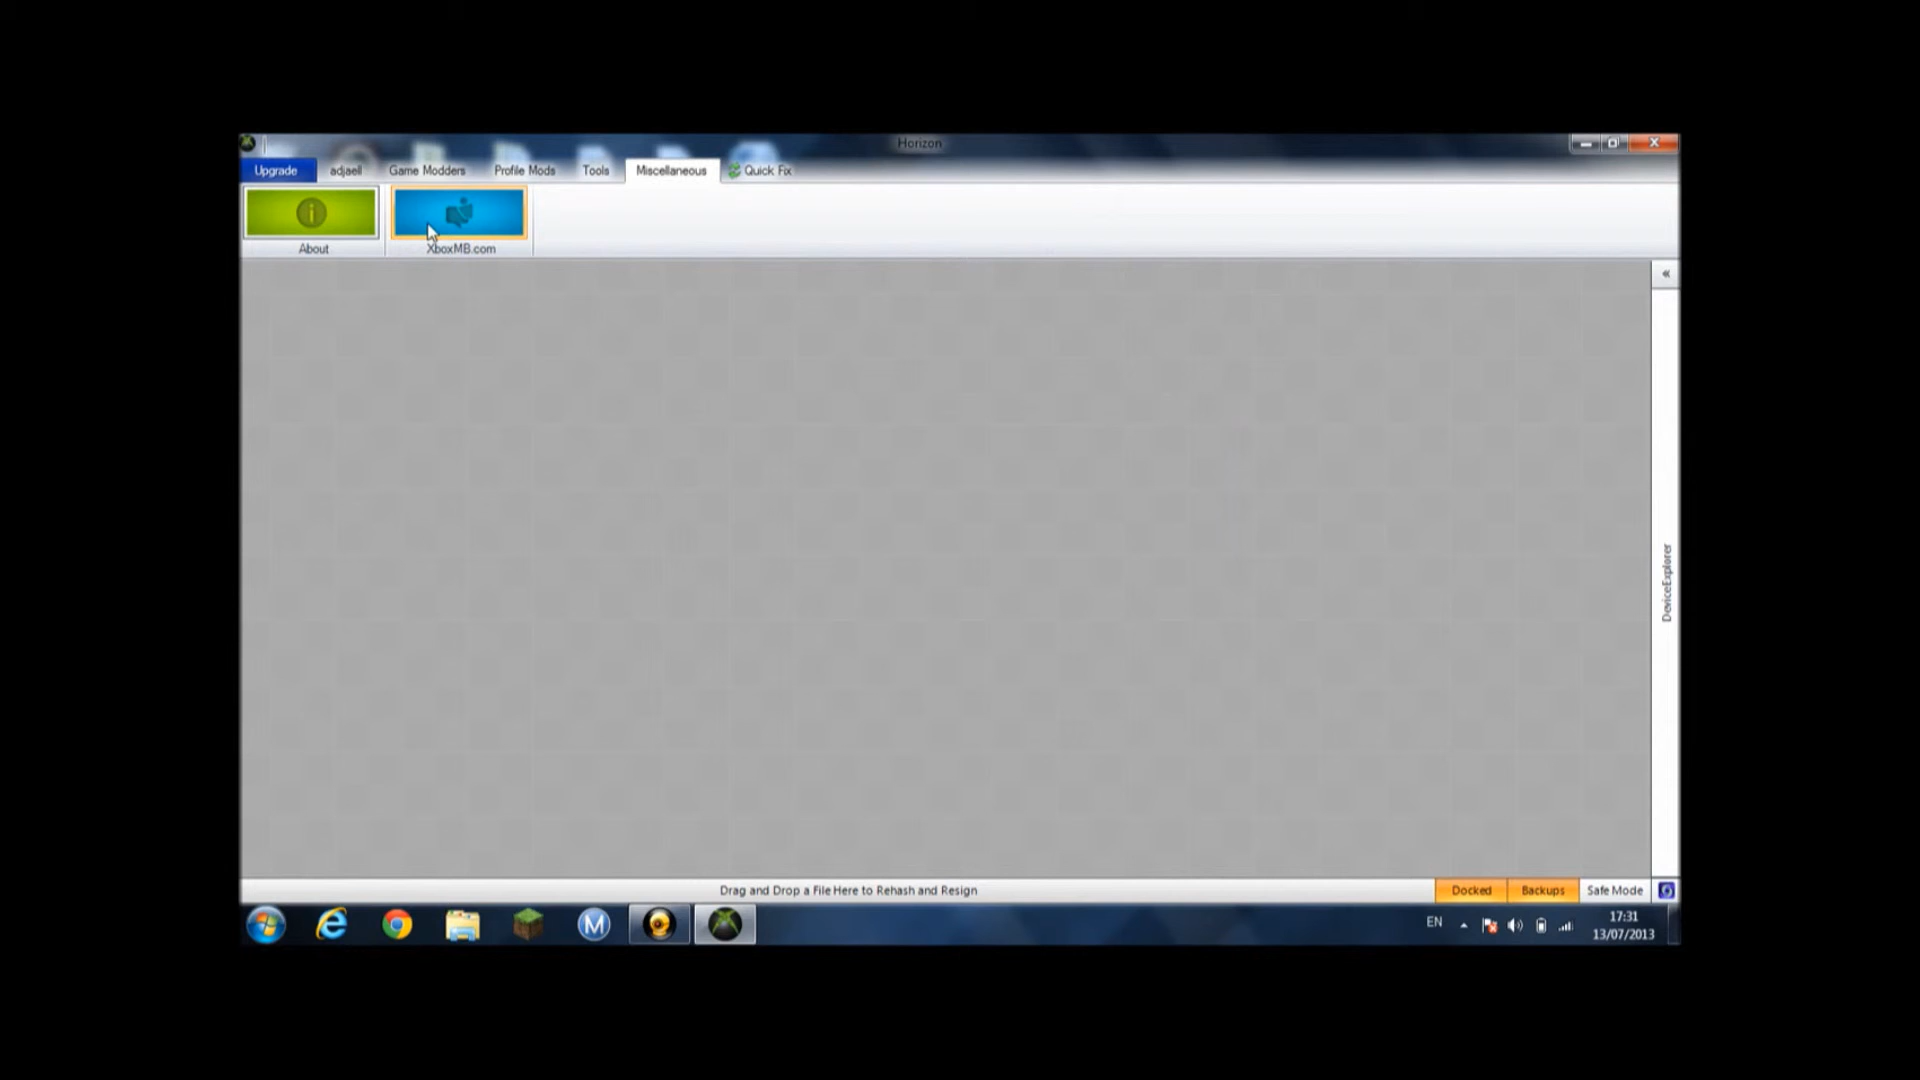 Horizon
Upgrade adjaeil Game Modders Profile Mods Tools Miscellaneous Quick Fix
About XboxMB.com
«
DeviceExplorer
Drag and Drop a File Here to Rehash and Resign Docked Backups Safe Mode
M EN 17:31
13/07/2013